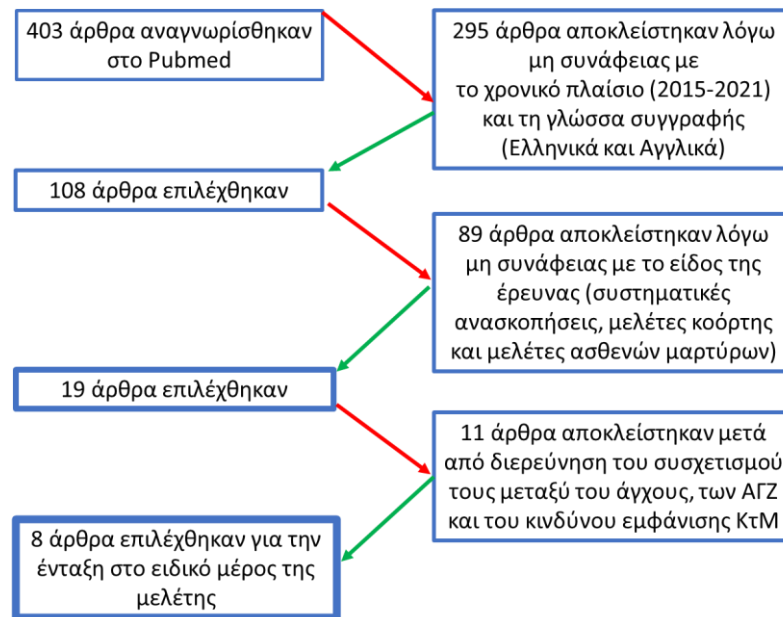 403 άρθρα αναγνωρίσθηκαν
στο Pubmed
295 άρθρα αποκλείστηκαν λόγω
μη συνάφειας με
το χρονικό πλαίσιο (2015-2021)
και τη γλώσσα συγγραφής
(Ελληνικά και Αγγλικά)
108 άρθρα επιλέχθηκαν
89 άρθρα αποκλείστηκαν λόγω
μη συνάφειας με το είδος της
έρευνας (συστηματικές
ανασκοπήσεις, μελέτες κοόρτης
και μελέτες ασθενών μαρτύρων)
19 άρθρα επιλέχθηκαν
11 άρθρα αποκλείστηκαν μετά
από διερεύνηση του συσχετισμού
τους μεταξύ του άγχους, των ΑΓΖ
και του κινδύνου εμφάνισης ΚτΜ
8 άρθρα επιλέχθηκαν για την
ένταξη στο ειδικό μέρος της
μελέτης